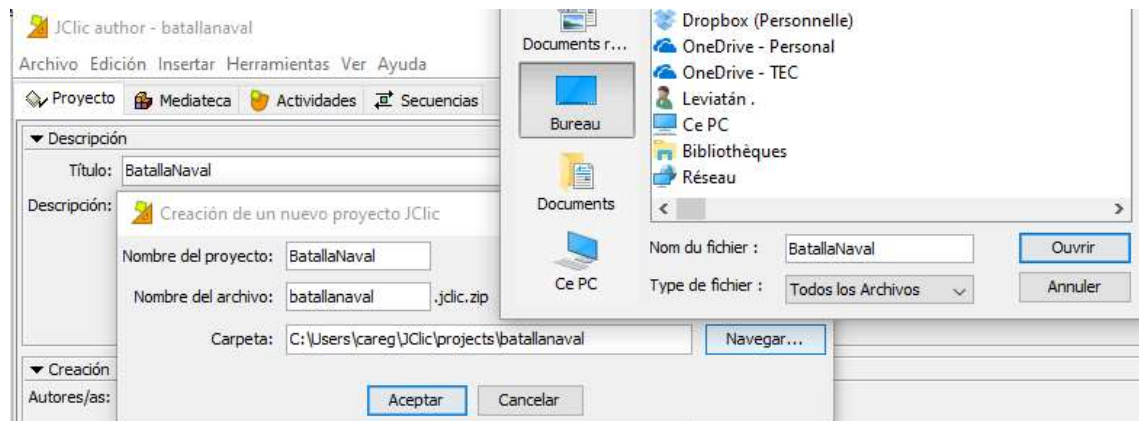 JClic author - batallanaval
Archivo Edición Insertar Herramientas Ver Ayuda
Proyecto Mediateca Actividades Secuencias
Descripción
Título: BatallaNaval
Descripción:
Creación de un nuevo proyecto JClic
Nombre del proyecto: BatallaNaval
Nombre del archivo: batallanaval .jclic.zip
Carpeta: C:\Users\careg\JClic\projects\batallanaval Navegar...
Aceptar Cancelar
Creación
Autores/as:
Documents r...
Bureau
Documents
Ce PC
Dropbox (Personnelle)
OneDrive - Personal
OneDrive - TEC
Leviatán .
Ce PC
Bibliothèques
Réseau
Nom du fichier : BatallaNaval Ouvrir
Type de fichier : Todos los Archivos Annuler